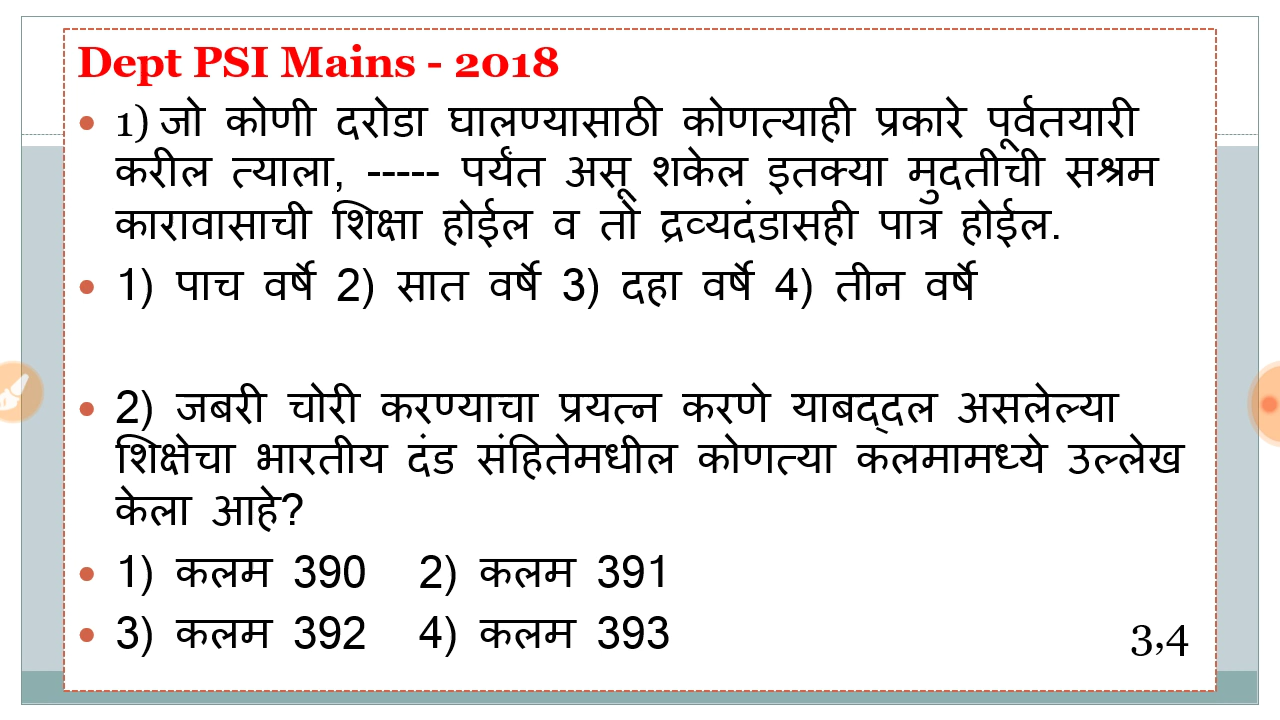 Dept PSI Mains - 2018
• 1) जो कोणी दरोडा घालण्यासाठी कोणत्याही प्रकारे पूर्वतयारी
करील त्याला, ----- पर्यंत असू शकेल इतक्या मुदतीची सश्रम
कारावासाची शिक्षा होईल व तो द्रव्यदंडासही पात्र होईल.
• 1) पाच वर्षे 2) सात वर्षे 3) दहा वर्षे 4) तीन वर्षे
• 2) जबरी चोरी करण्याचा प्रयत्न करणे याबद्दल असलेल्या
शिक्षेचा भारतीय दंड संहितेमधील कोणत्या कलमामध्ये उल्लेख
केला आहे?
• 1) कलम 390 2) कलम 391
• 3) कलम 392 4) कलम 393
3,4